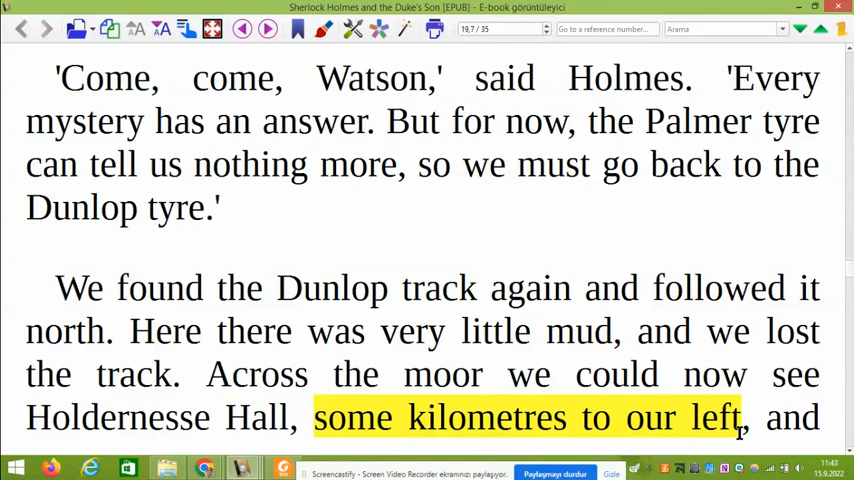 Sherlock Holmes and the Duke's Son [EPUB] - E-book görüntüleyici
19,7 / 35
Go to a reference number...
Arama
'Come, come, Watson,' said Holmes. 'Every
mystery has an answer. But for now, the Palmer tyre
can tell us nothing more, so we must go back to the
Dunlop tyre.'
We found the Dunlop track again and followed it
north. Here there was very little mud, and we lost
the track. Across the moor we could now see
Holdernesse Hall, some kilometres to our left, and
Screencastify - Screen Video Recorder ekranınızı paylaşıyor.
Paylaşmayı durdur
Gizle
11:43
15.9.2022